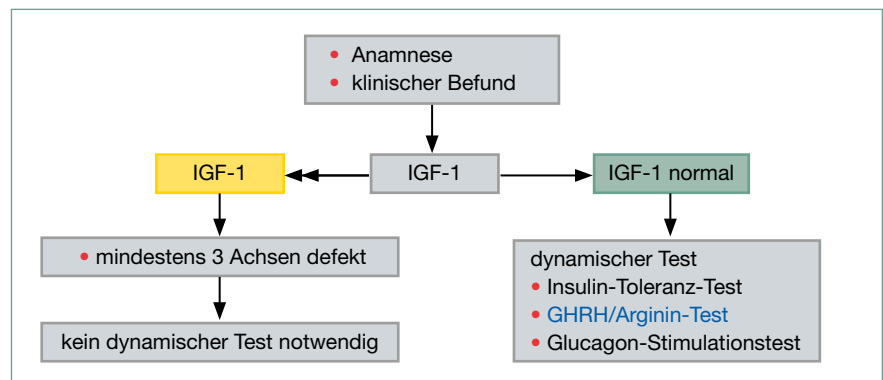 • Anamnese
• klinischer Befund
IGF-1
IGF-1
IGF-1 normal
• mindestens 3 Achsen defekt
kein dynamischer Test notwendig
dynamischer Test
• Insulin-Toleranz-Test
• GHRH/Arginin-Test
• Glucagon-Stimulationstest